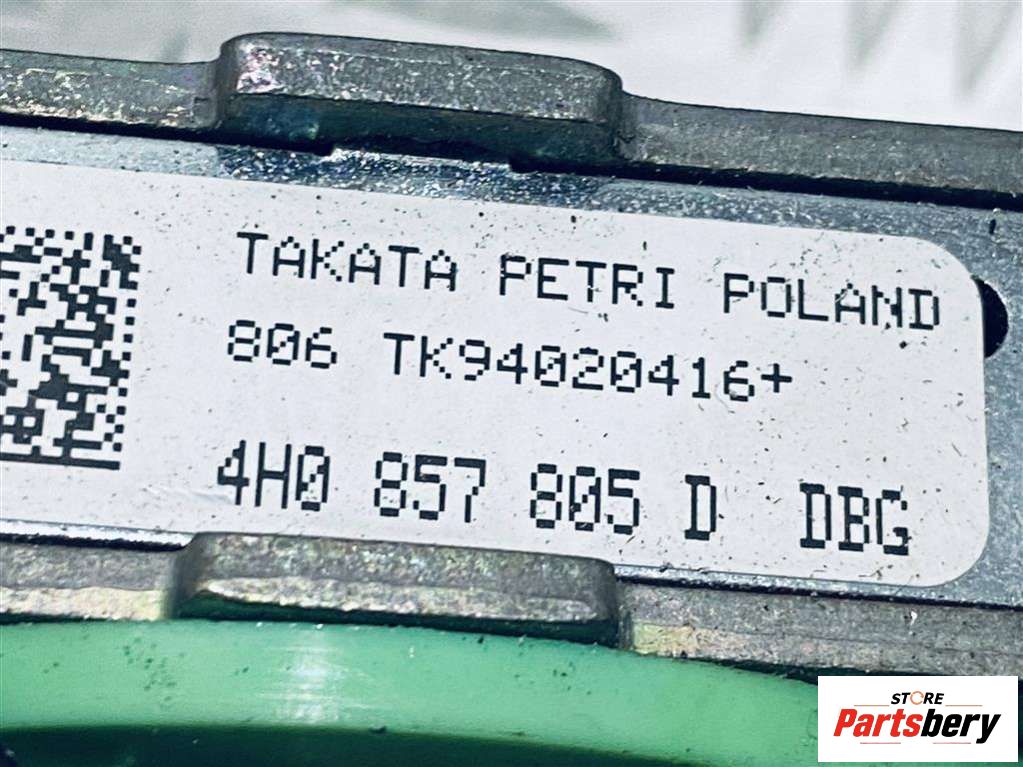 TAKATA PETRI POLAND
806 TK94020416+
4H0 857 805 D DBG
STORE
Partsbery